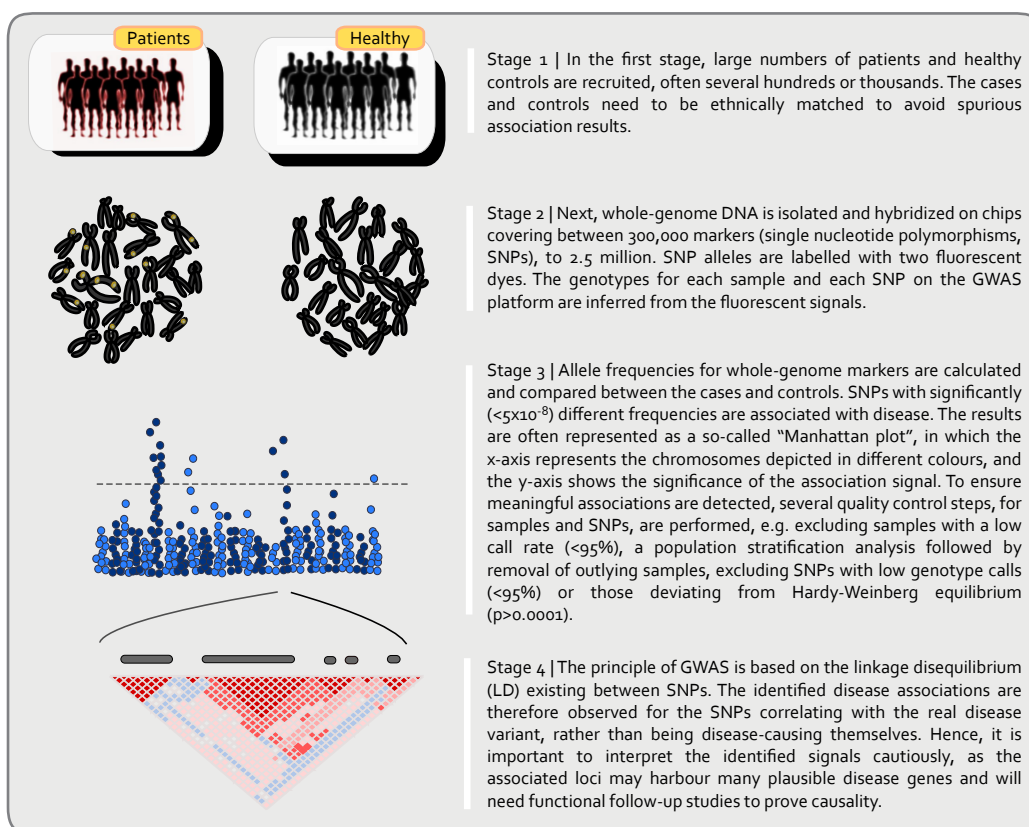 Patients
Healthy
Stage 1 | In the first stage, large numbers of patients and healthy
controls are recruited, often several hundreds or thousands. The cases
and controls need to be ethnically matched to avoid spurious
association results.
Stage 2 | Next, whole-genome DNA is isolated and hybridized on chips
covering between 300,000 markers (single nucleotide polymorphisms,
SNPs), to 2.5 million. SNP alleles are labelled with two fluorescent
dyes. The genotypes for each sample and each SNP on the GWAS
platform are inferred from the fluorescent signals.
Stage 3 | Allele frequencies for whole-genome markers are calculated
and compared between the cases and controls. SNPs with significantly
(<5x10⁻⁸) different frequencies are associated with disease. The results
are often represented as a so-called “Manhattan plot”, in which the
x-axis represents the chromosomes depicted in different colours, and
the y-axis shows the significance of the association signal. To ensure
meaningful associations are detected, several quality control steps, for
samples and SNPs, are performed, e.g. excluding samples with a low
call rate (<95%), a population stratification analysis followed by
removal of outlying samples, excluding SNPs with low genotype calls
(<95%) or those deviating from Hardy-Weinberg equilibrium
(p>0.0001).
Stage 4 | The principle of GWAS is based on the linkage disequilibrium
(LD) existing between SNPs. The identified disease associations are
therefore observed for the SNPs correlating with the real disease
variant, rather than being disease-causing themselves. Hence, it is
important to interpret the identified signals cautiously, as the
associated loci may harbour many plausible disease genes and will
need functional follow-up studies to prove causality.